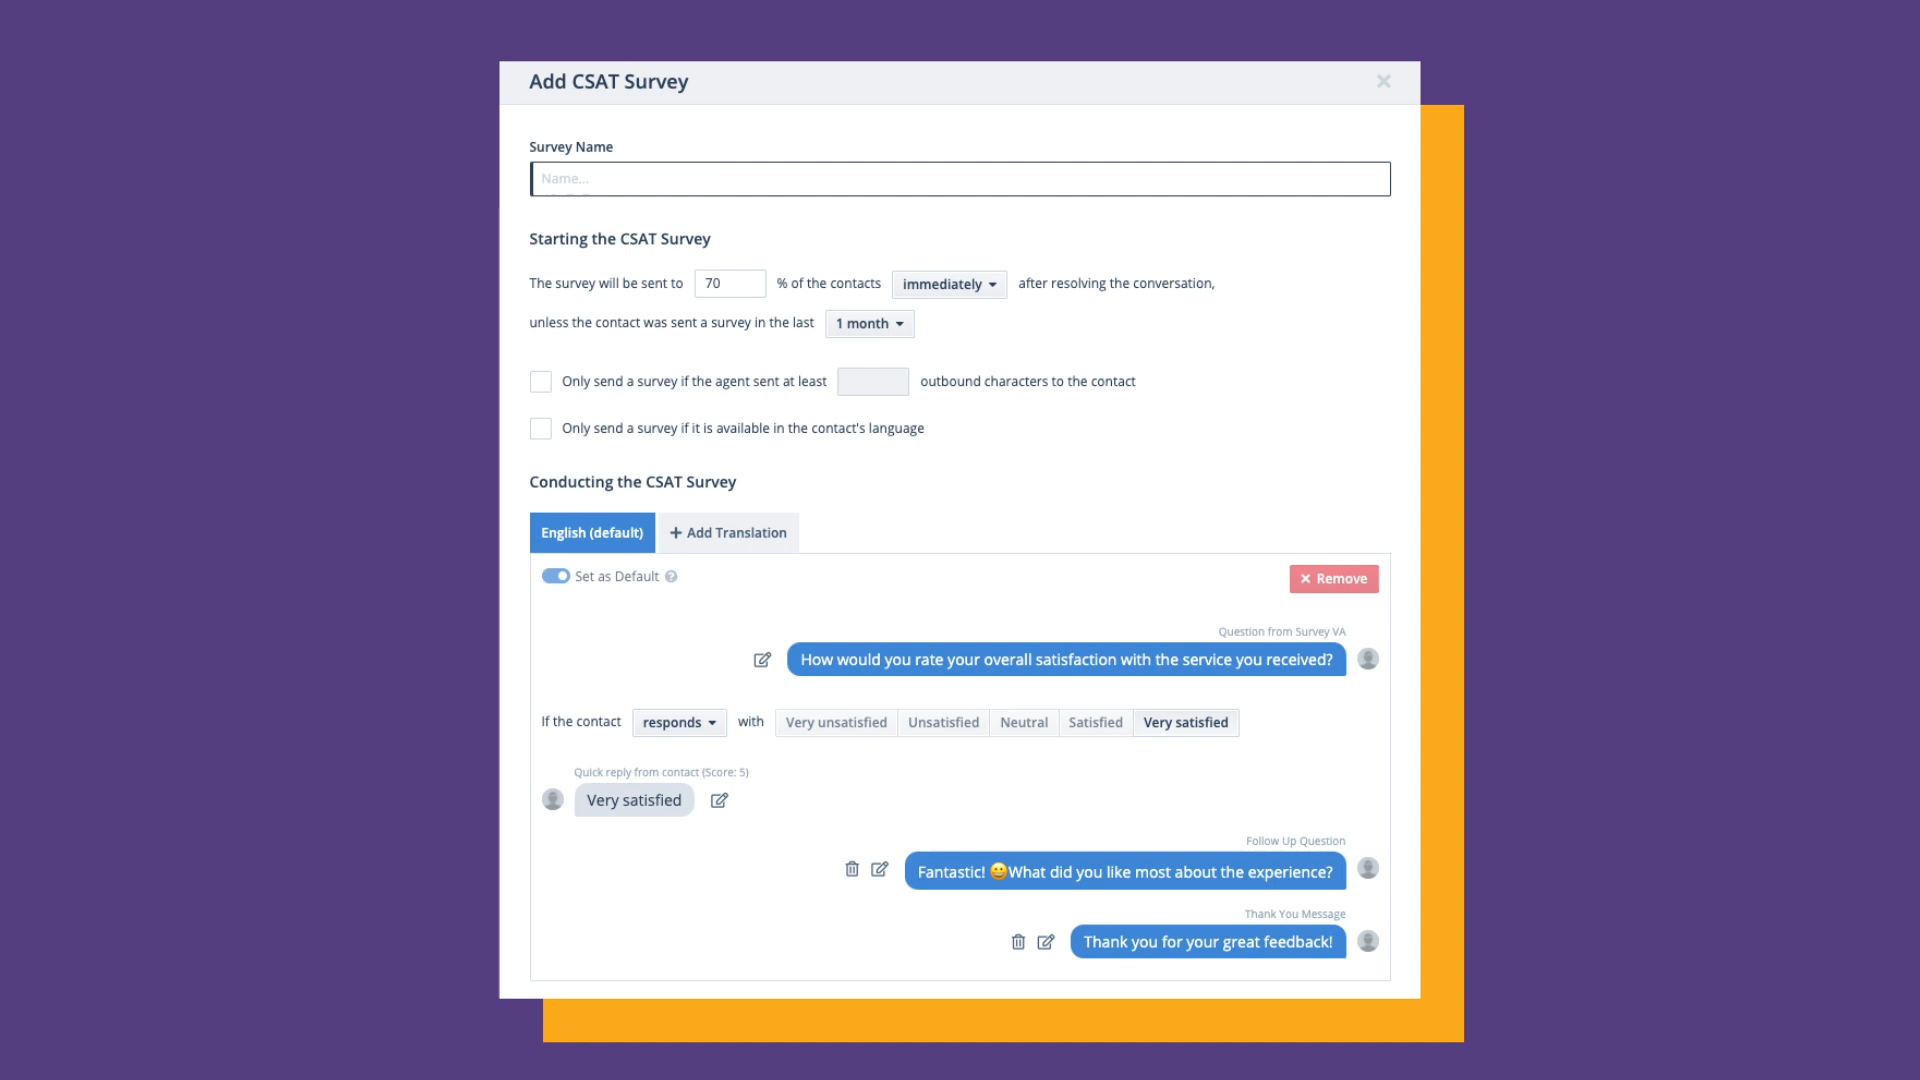 Add CSAT Survey
Survey Name
Name...
Starting the CSAT Survey
The survey will be sent to 70 % of the contacts immediately after resolving the conversation,
unless the contact was sent a survey in the last 1 month
Only send a survey if the agent sent at least outbound characters to the contact
Only send a survey if it is available in the contact's language
Conducting the CSAT Survey
English (default) + Add Translation
Set as Default ? × Remove
Question from Survey VA
How would you rate your overall satisfaction with the service you received?
If the contact responds with Very unsatisfied Unsatisfied Neutral Satisfied Very satisfied
Quick reply from contact (Score: 5)
Very satisfied
Follow Up Question
Fantastic! 😀What did you like most about the experience?
Thank You Message
Thank you for your great feedback!